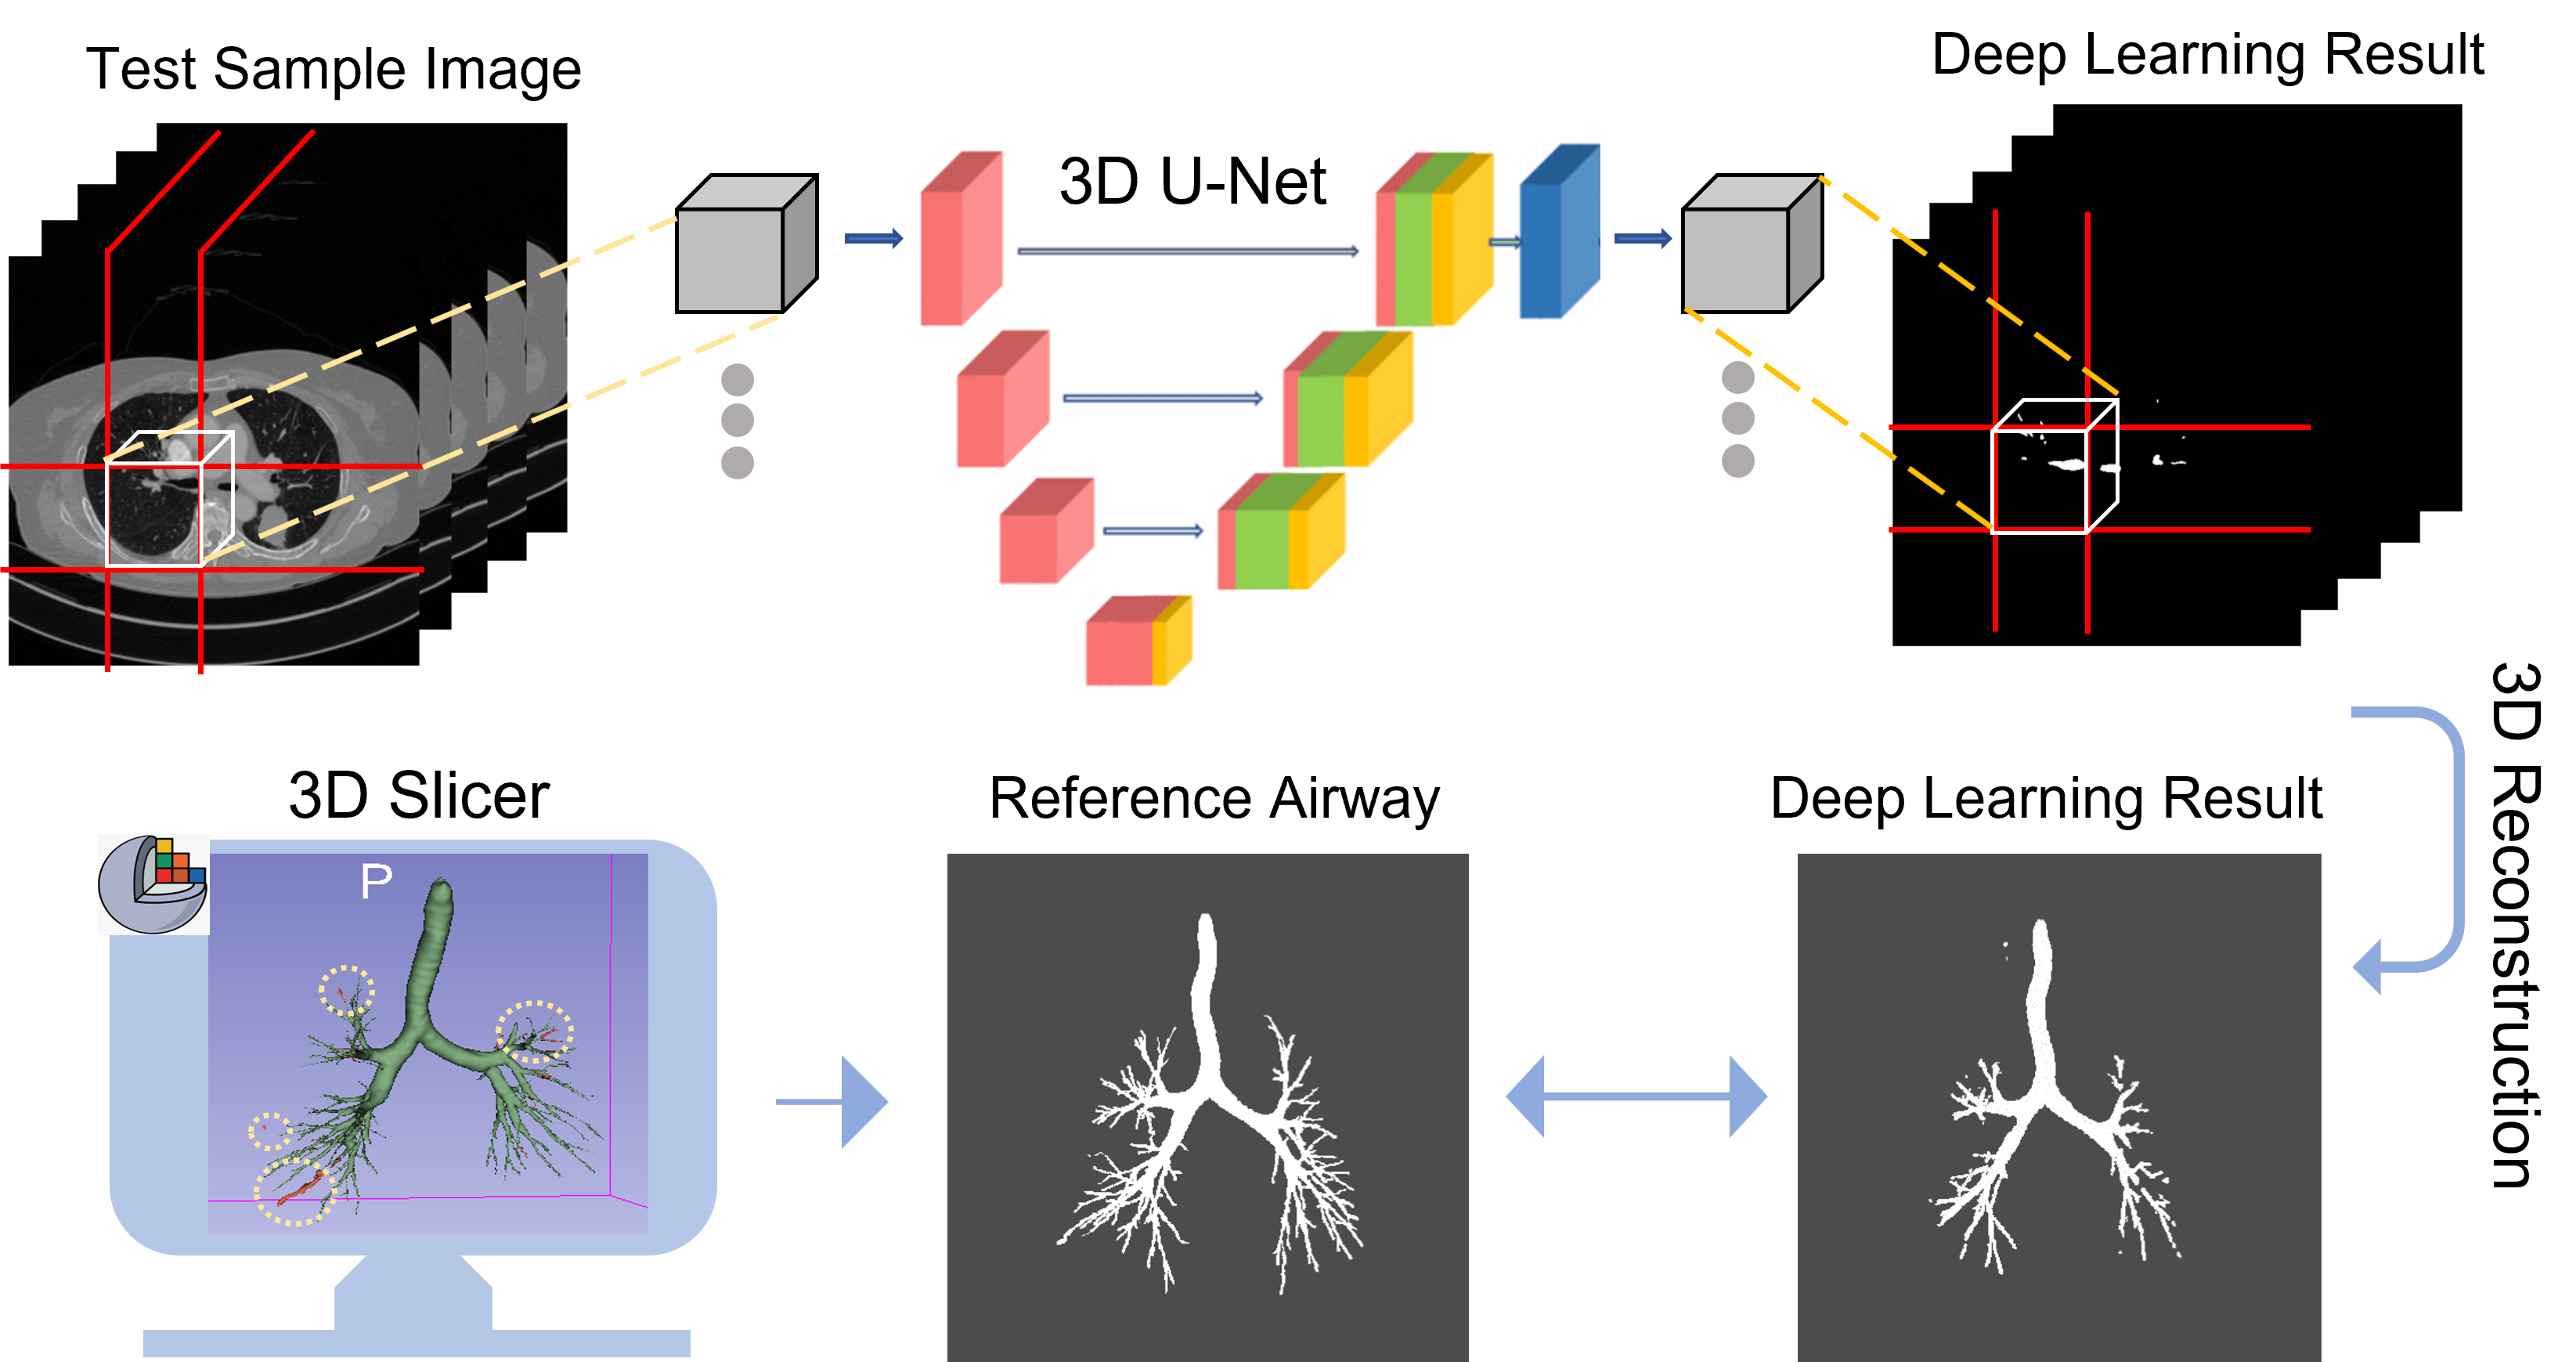 Test Sample Image
Deep Learning Result
3D U-Net
3D Reconstruction
3D Slicer
Reference Airway
Deep Learning Result
P